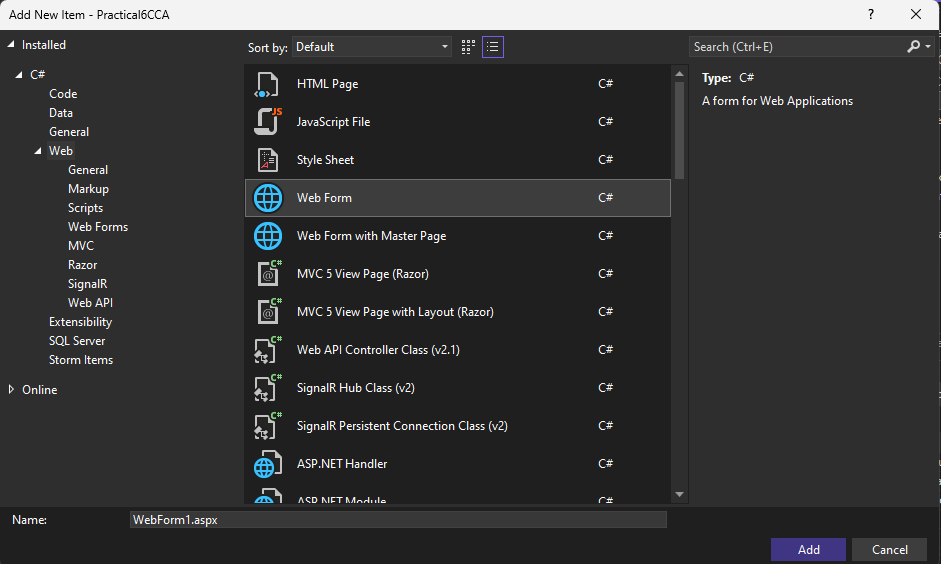 Add New Item - Practical6CCA
?
Installed
C#
Code
Data
General
Web
General
Markup
Scripts
Web Forms
MVC
Razor
SignalR
Web API
Extensibility
SQL Server
Storm Items
Online
Sort by: Default
HTML Page C#
JS
JavaScript File C#
Style Sheet C#
Web Form C#
Web Form with Master Page C#
C#
MVC 5 View Page (Razor) C#
C#
MVC 5 View Page with Layout (Razor) C#
C#
Web API Controller Class (v2.1) C#
C#
SignalR Hub Class (v2) C#
C#
SignalR Persistent Connection Class (v2) C#
ASP.NET Handler C#
ASP.NET Module C#
Search (Ctrl+E)
Type: C#
A form for Web Applications
Name: WebForm1.aspx
Add Cancel